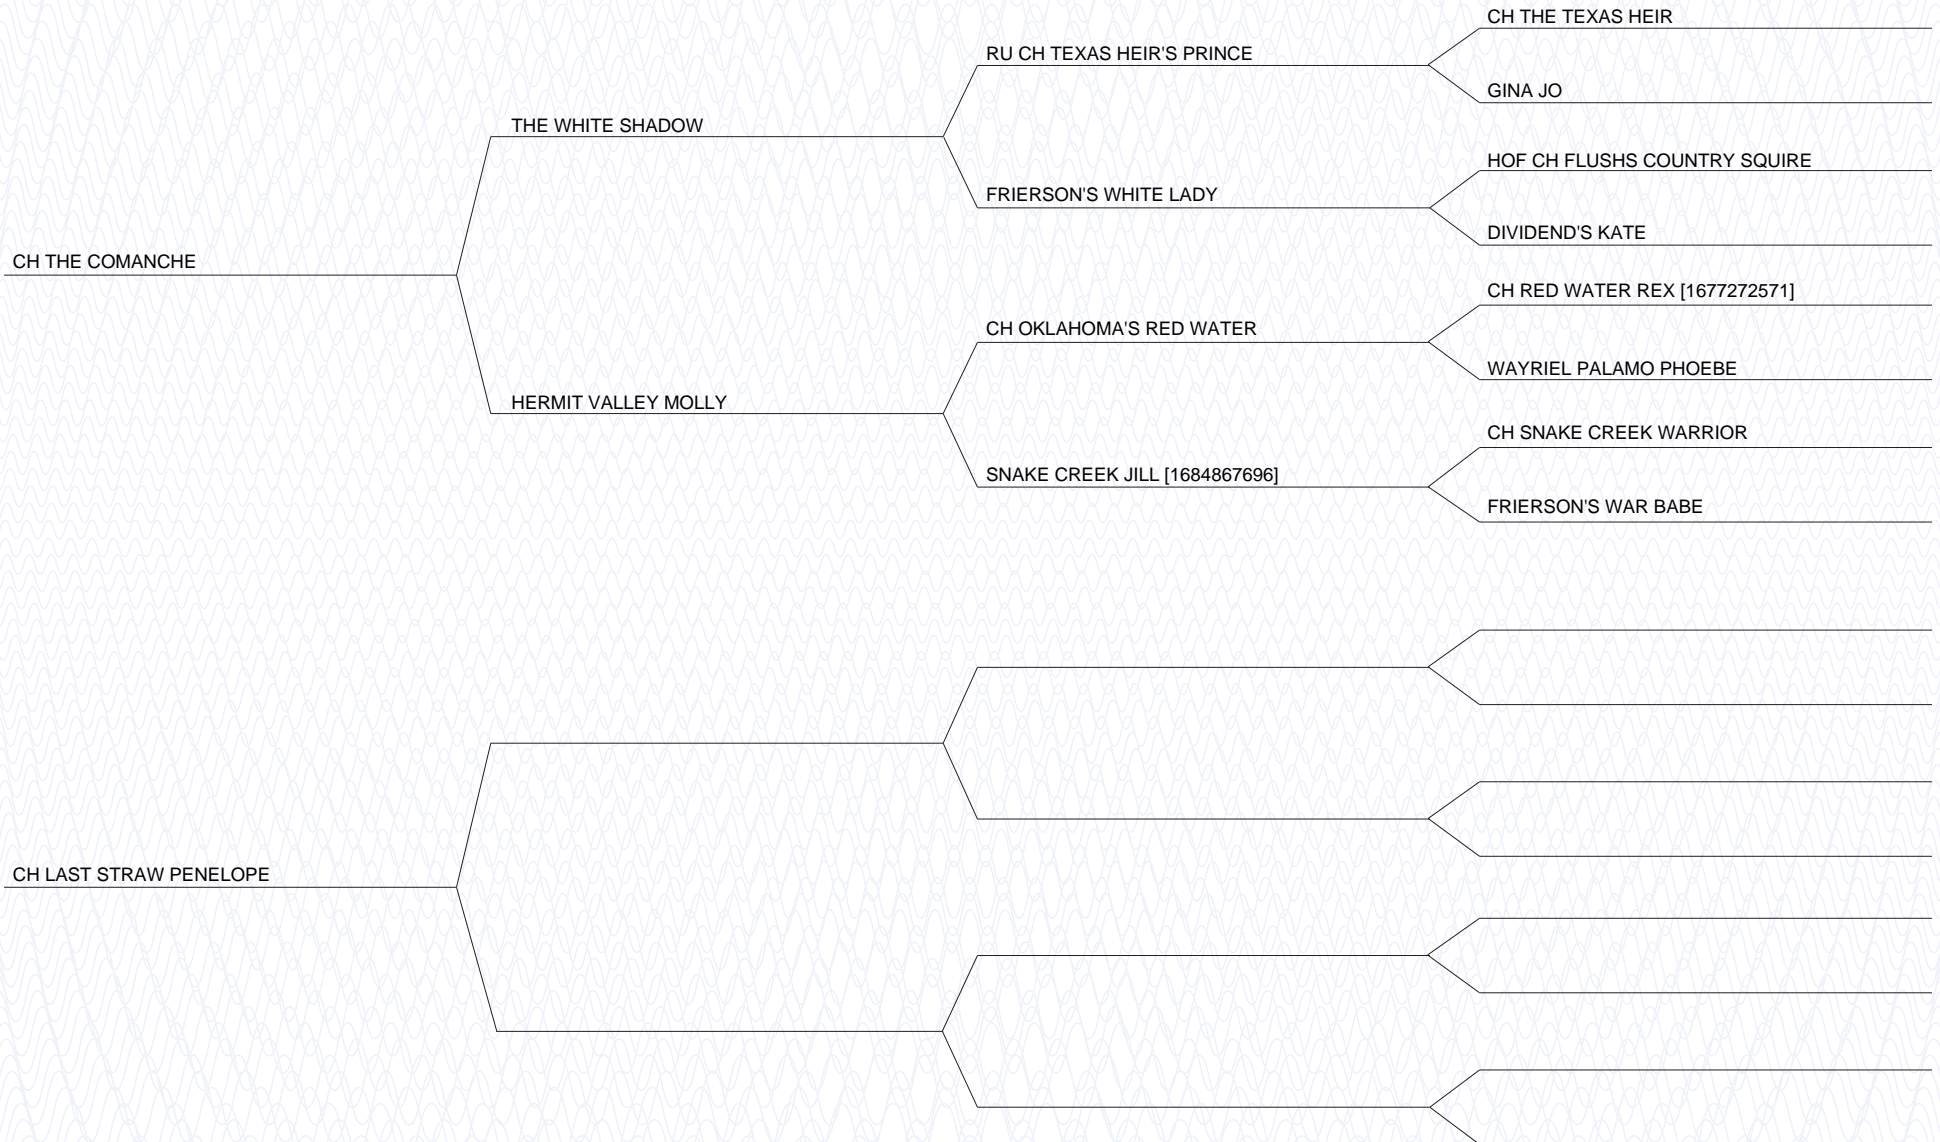 CH THE TEXAS HEIR
RU CH TEXAS HEIR'S PRINCE
GINA JO
THE WHITE SHADOW
HOF CH FLUSHS COUNTRY SQUIRE
FRIERSON'S WHITE LADY
DIVIDEND'S KATE
CH THE COMANCHE
CH RED WATER REX [1677272571]
CH OKLAHOMA'S RED WATER
WAYRIEL PALAMO PHOEBE
HERMIT VALLEY MOLLY
CH SNAKE CREEK WARRIOR
SNAKE CREEK JILL [1684867696]
FRIERSON'S WAR BABE
CH LAST STRAW PENELOPE